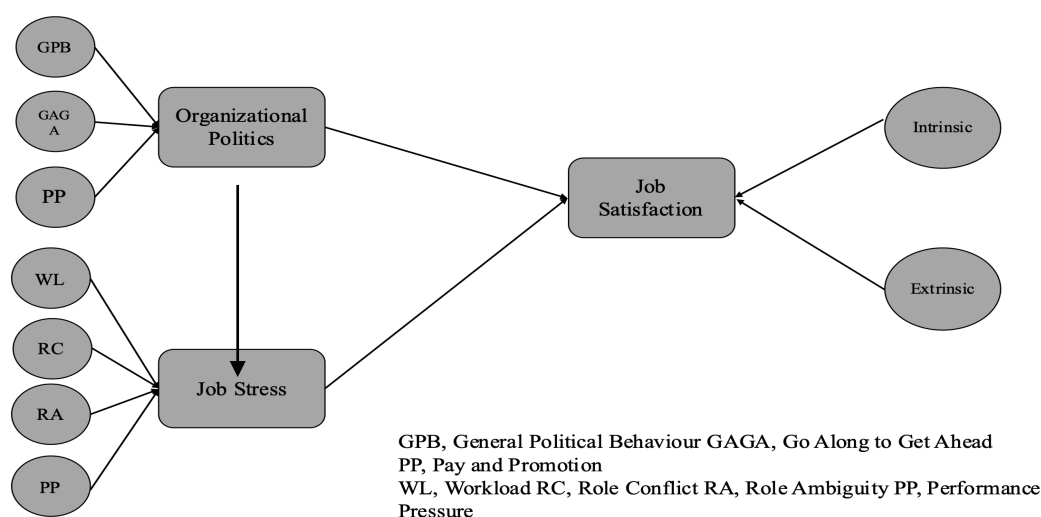 GPB
GAG
A
PP
Organizational
Politics
WL
RC
RA
PP
Job Stress
Job
Satisfaction
Intrinsic
Extrinsic
GPB, General Political Behaviour GAGA, Go Along to Get Ahead
PP, Pay and Promotion
WL, Workload RC, Role Conflict RA, Role Ambiguity PP, Performance
Pressure